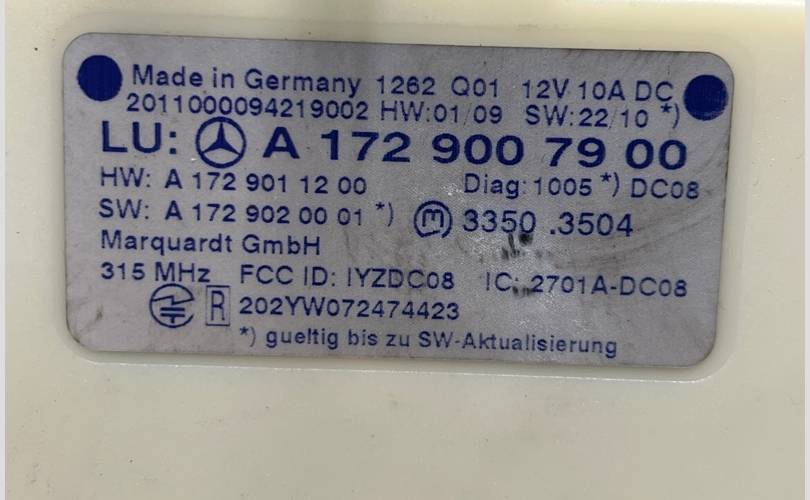 Made in Germany 1262 Q01 12V 10A DC
2011000094219002 HW:01/09 SW:22/10 *)
LU: A 172 900 79 00
HW: A 172 901 12 00 Diag:1005 *) DC08
SW: A 172 902 00 01 *) m 3350 .3504
Marquardt GmbH
315 MHz FCC ID: IYZDC08 IC: 2701A-DC08
R 202YW072474423
*) gueltig bis zu SW-Aktualisierung